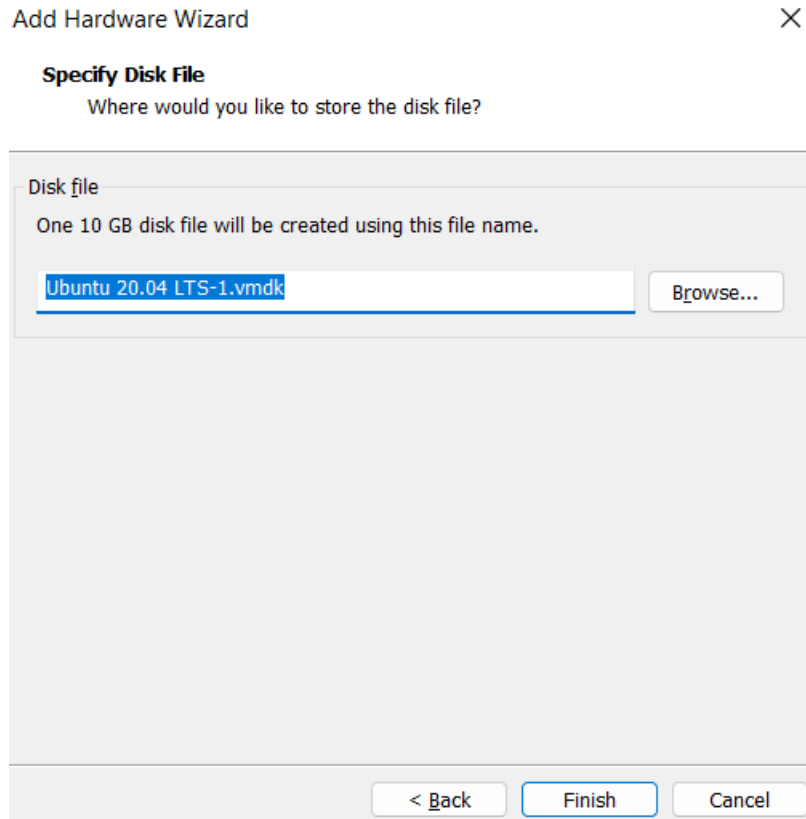 Add Hardware Wizard
Specify Disk File
Where would you like to store the disk file?
Disk file
One 10 GB disk file will be created using this file name.
Ubuntu 20.04 LTS-1.vmdk
Browse...
< Back
Finish
Cancel